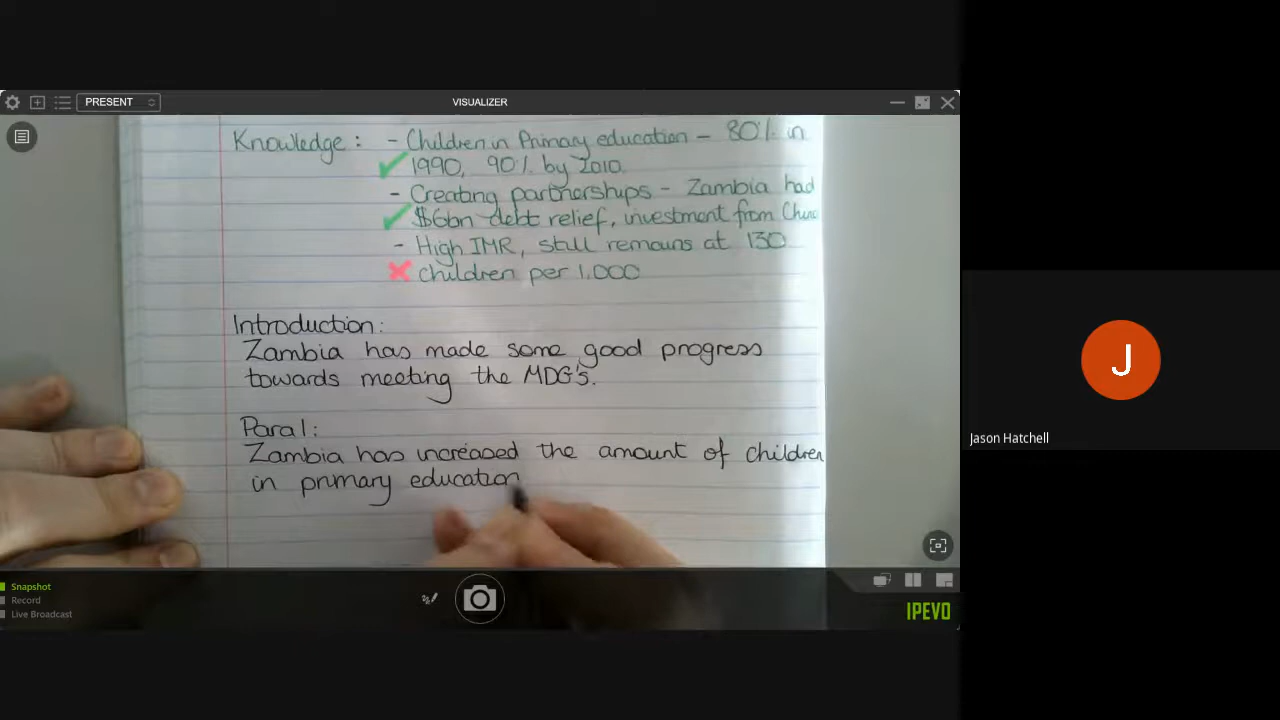 PRESENT
VISUALIZER
Knowledge : - Children in Primary education - 80% in
1990, 90% by 2010.
- Creating partnerships - Zambia had
$6bn debt relief, investment from China
- High IMR, still remains at 130
children per 1,000
Introduction:
Zambia has made some good progress
towards meeting the MDG's.
Para 1:
Zambia has increased the amount of children
in primary education
J
Jason Hatchell
Snapshot
Record
Live Broadcast
IPEVO